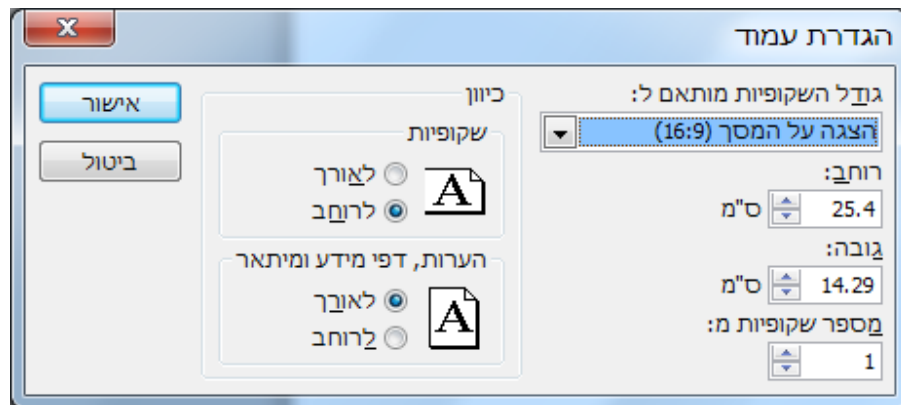 הגדרת עמוד
גודל השקופיות מותאם ל:
הצגה על המסך (16:9)
רוחב:
25.4 ס"מ
גובה:
14.29 ס"מ
מספר שקופיות מ:
1
כיוון
שקופיות
A
לאורך
לרוחב
הערות, דפי מידע ומיתאר
A
לאורך
לרוחב
אישור
ביטול